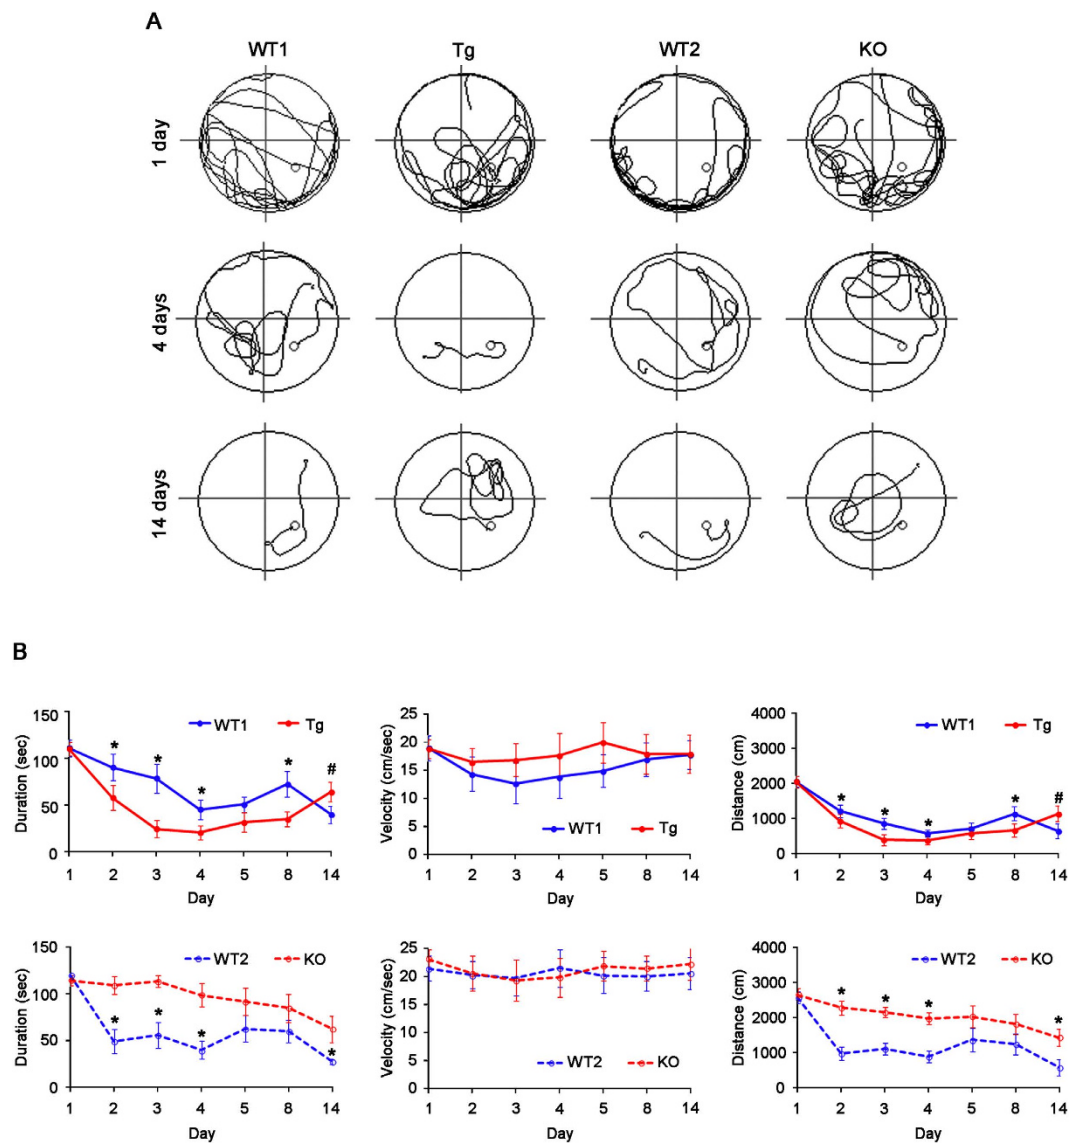 A
WT1 Tg WT2 KO
1 day
4 days
14 days
B
150
100
50
0
Duration (sec)
WT1 Tg
* * * * #
1 2 3 4 5 8 14
Day
25
20
15
10
5
0
Velocity (cm/sec)
WT1 Tg
1 2 3 4 5 8 14
Day
4000
3000
2000
1000
0
Distance (cm)
WT1 Tg
* * * * #
1 2 3 4 5 8 14
Day
150
100
50
0
Duration (sec)
WT2 KO
* * * *
1 2 3 4 5 8 14
Day
25
20
15
10
5
0
Velocity (cm/sec)
WT2 KO
1 2 3 4 5 8 14
Day
4000
3000
2000
1000
0
Distance (cm)
WT2 KO
* * * *
1 2 3 4 5 8 14
Day